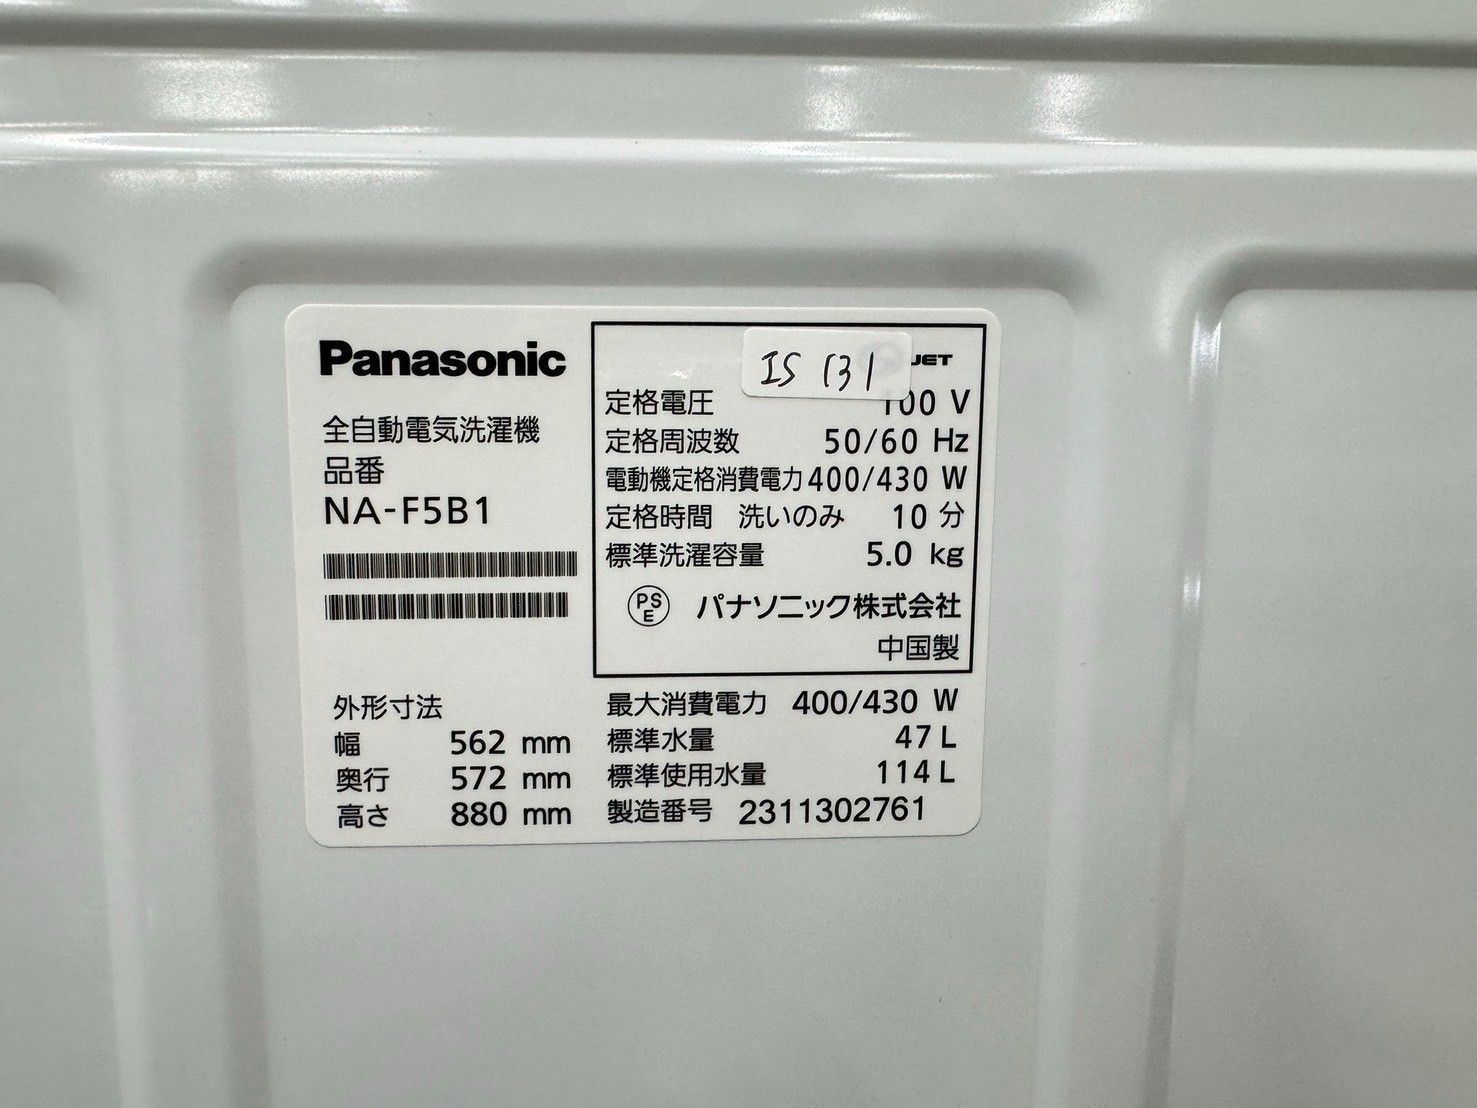 Panasonic
全自動電気洗濯機
品番
NA-F5B1
外形寸法
幅 562 mm
奥行 572 mm
高さ 880 mm
IS 131
JET
定格電圧 100 V
定格周波数 50/60 Hz
電動機定格消費電力 400/430 W
定格時間 洗いのみ 10 分
標準洗濯容量 5.0 kg
PSE パナソニック株式会社
中国製
最大消費電力 400/430 W
標準水量 47 L
標準使用水量 114 L
製造番号 2311302761